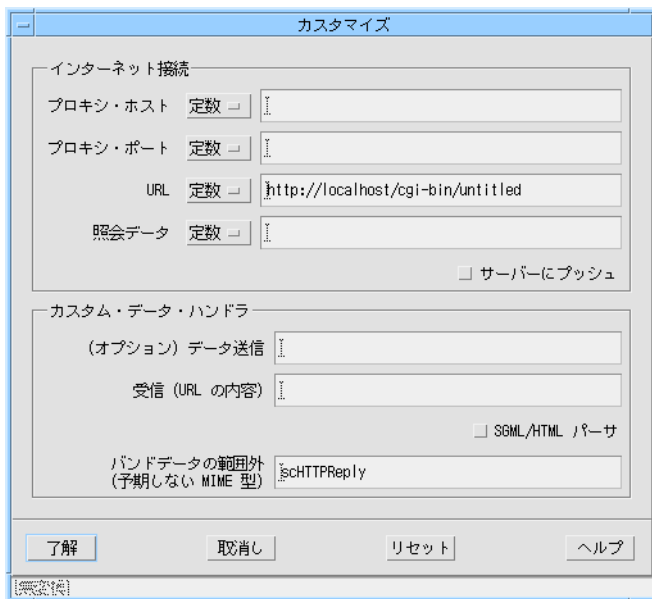 カスタマイズ
インターネット接続
プロキシ・ホスト 定数
プロキシ・ポート 定数
URL 定数 http://localhost/cgi-bin/untitled
照会データ 定数
サーバーにプッシュ
カスタム・データ・ハンドラ
(オプション) データ送信
受信 (URL の内容)
SGML/HTML パーサ
バンドデータの範囲外
(予期しない MIME 型) scHTTPReply
了解 取消し リセット ヘルプ
[無変換]